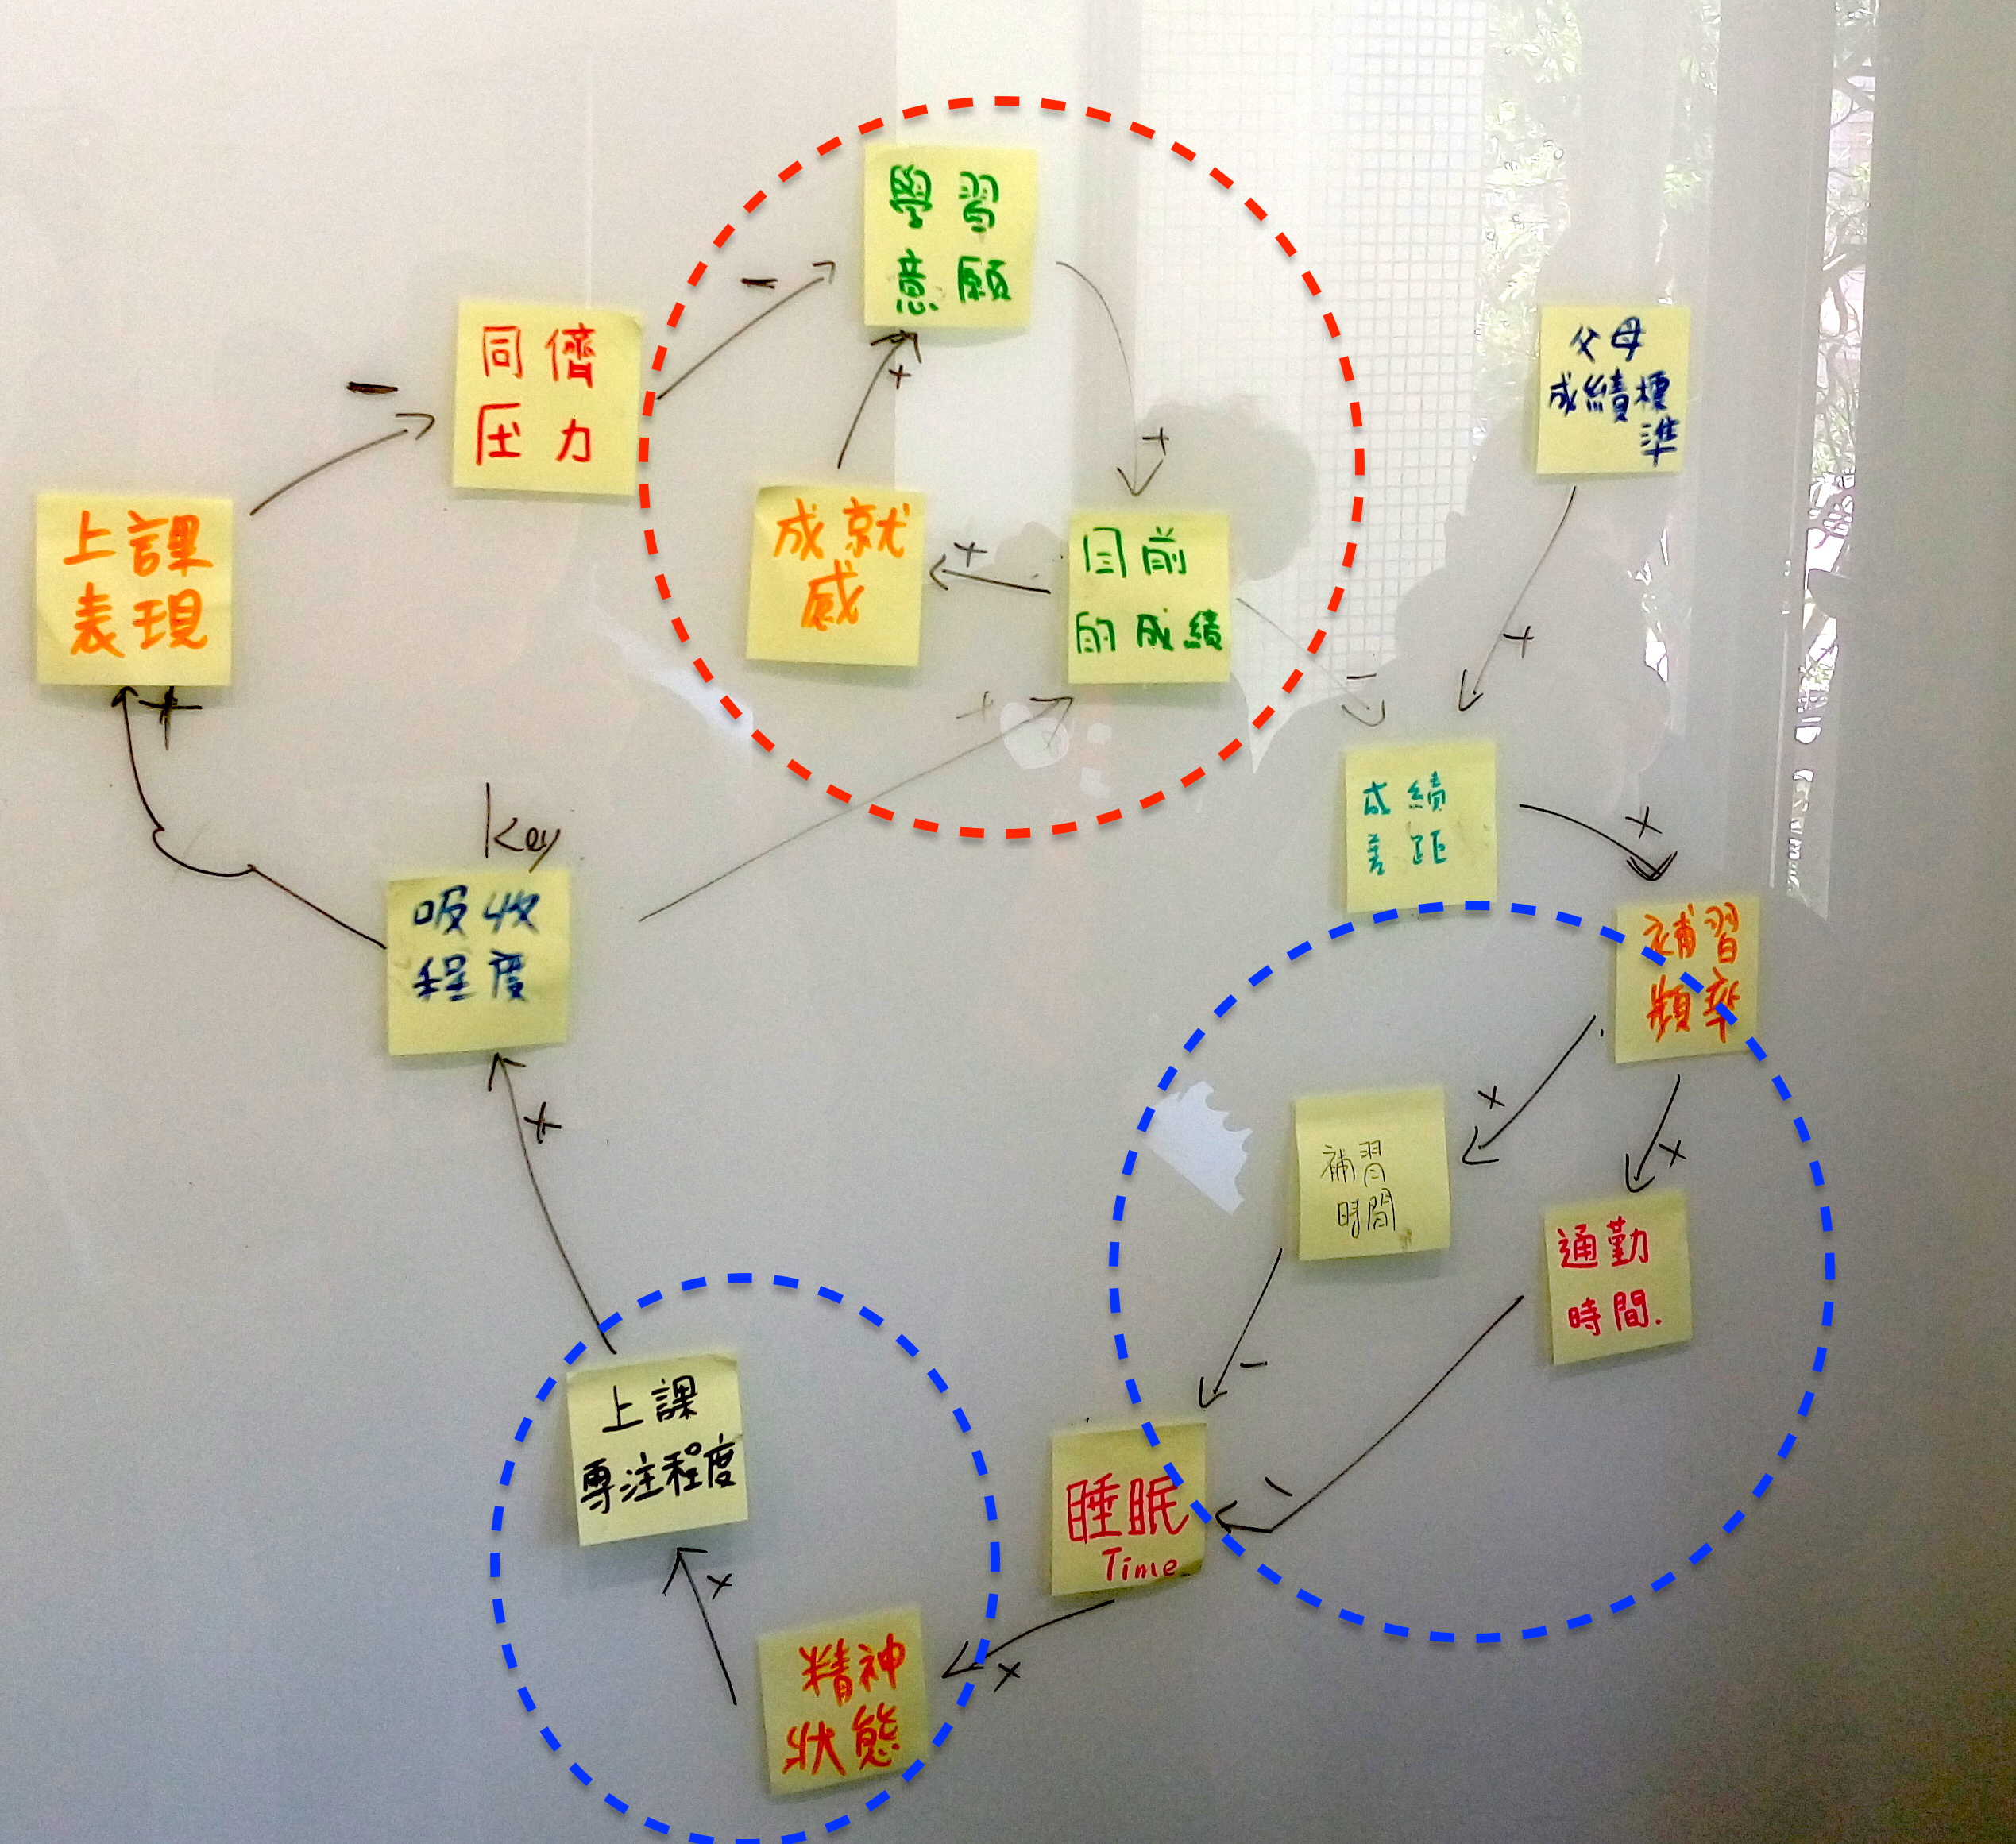 學習
意願
同儕
压力
父母
成績標
準
上課
表現
成就
感
目前
的成績
成績
差距
Key
吸收
程度
補習
頻率
補習
時間
通勤
時間.
上課
專注程度
睡眠
Time
精神
狀態